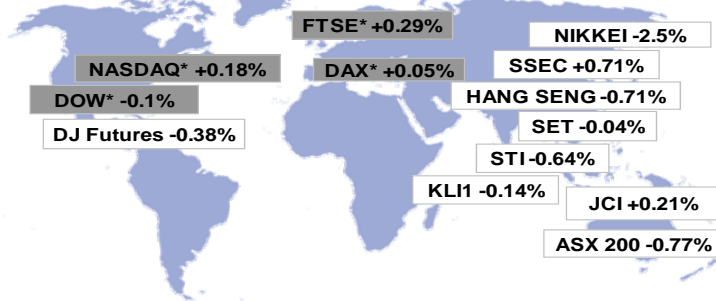 FTSE* +0.29%
NIKKEI -2.5%
NASDAQ* +0.18%
DAX* +0.05%
SSEC +0.71%
DOW* -0.1%
HANG SENG -0.71%
DJ Futures -0.38%
SET -0.04%
STI -0.64%
KLI1 -0.14%
JCI +0.21%
ASX 200 -0.77%